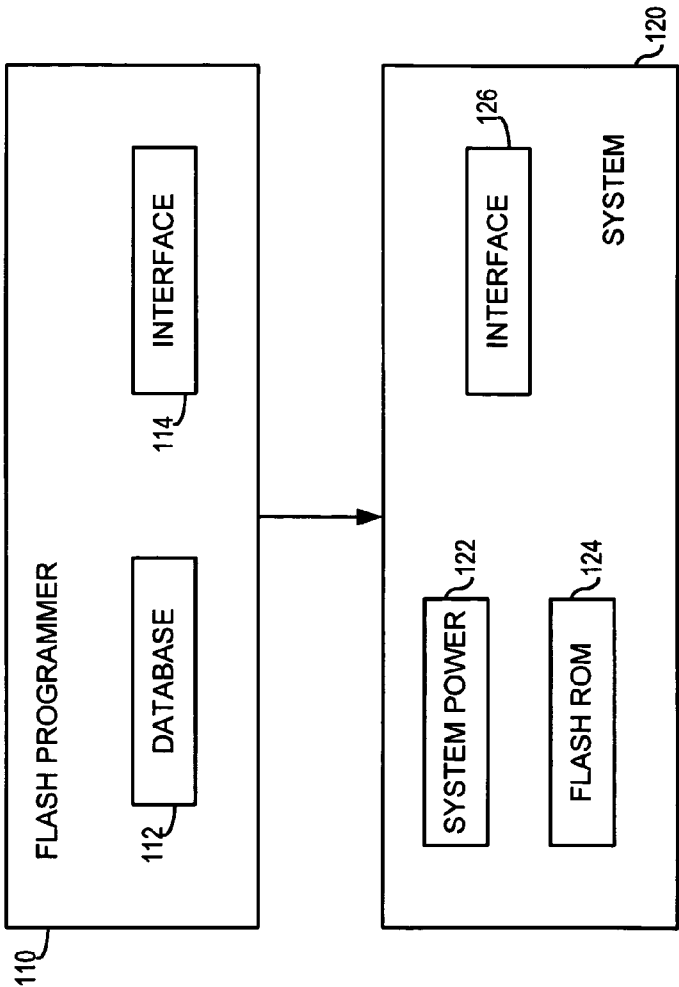 110
FLASH PROGRAMMER
DATABASE
112
INTERFACE
114
SYSTEM POWER
122
FLASH ROM
124
INTERFACE
126
SYSTEM
120